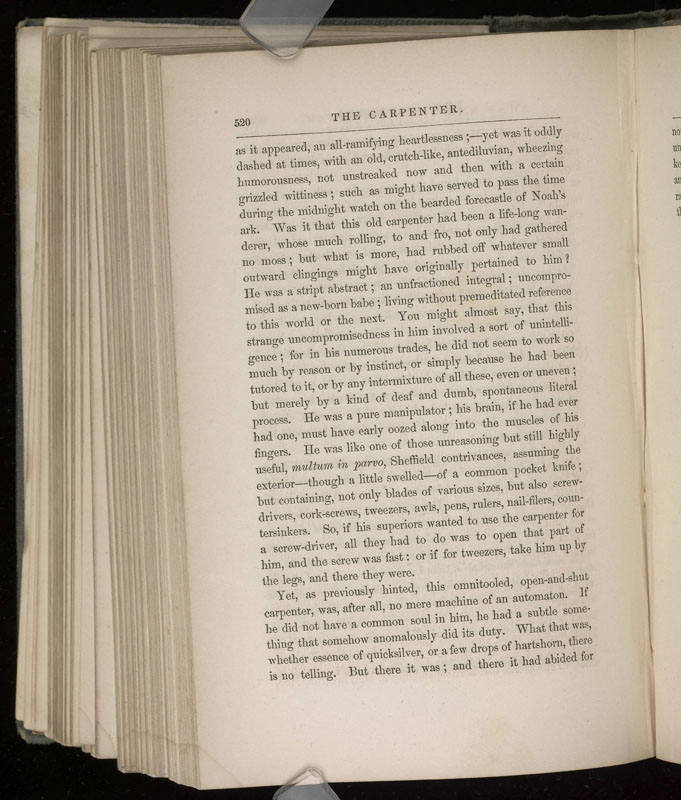 520
THE CARPENTER.
as it appeared, an all-ramifying heartlessness ;—yet was it oddly
dashed at times, with an old, crutch-like, antediluvian, wheezing
humorousness, not unstreaked now and then with a certain
grizzled wittiness ; such as might have served to pass the time
during the midnight watch on the bearded forecastle of Noah's
ark. Was it that this old carpenter had been a life-long wan-
derer, whose much rolling, to and fro, not only had gathered
no moss ; but what is more, had rubbed off whatever small
outward clingings might have originally pertained to him ?
He was a stript abstract ; an unfractioned integral ; uncompro-
mised as a new-born babe ; living without premeditated reference
to this world or the next. You might almost say, that this
strange uncompromisedness in him involved a sort of unintelli-
gence ; for in his numerous trades, he did not seem to work so
much by reason or by instinct, or simply because he had been
tutored to it, or by any intermixture of all these, even or uneven ;
but merely by a kind of deaf and dumb, spontaneous literal
process. He was a pure manipulator ; his brain, if he had ever
had one, must have early oozed along into the muscles of his
fingers. He was like one of those unreasoning but still highly
useful, multum in parvo, Sheffield contrivances, assuming the
exterior—though a little swelled—of a common pocket knife ;
but containing, not only blades of various sizes, but also screw-
drivers, cork-screws, tweezers, awls, pens, rulers, nail-filers, coun-
tersinkers. So, if his superiors wanted to use the carpenter for
a screw-driver, all they had to do was to open that part of
him, and the screw was fast : or if for tweezers, take him up by
the legs, and there they were.
Yet, as previously hinted, this omnitooled, open-and-shut
carpenter, was, after all, no mere machine of an automaton. If
he did not have a common soul in him, he had a subtle some-
thing that somehow anomalously did its duty. What that was,
whether essence of quicksilver, or a few drops of hartshorn, there
is no telling. But there it was ; and there it had abided for